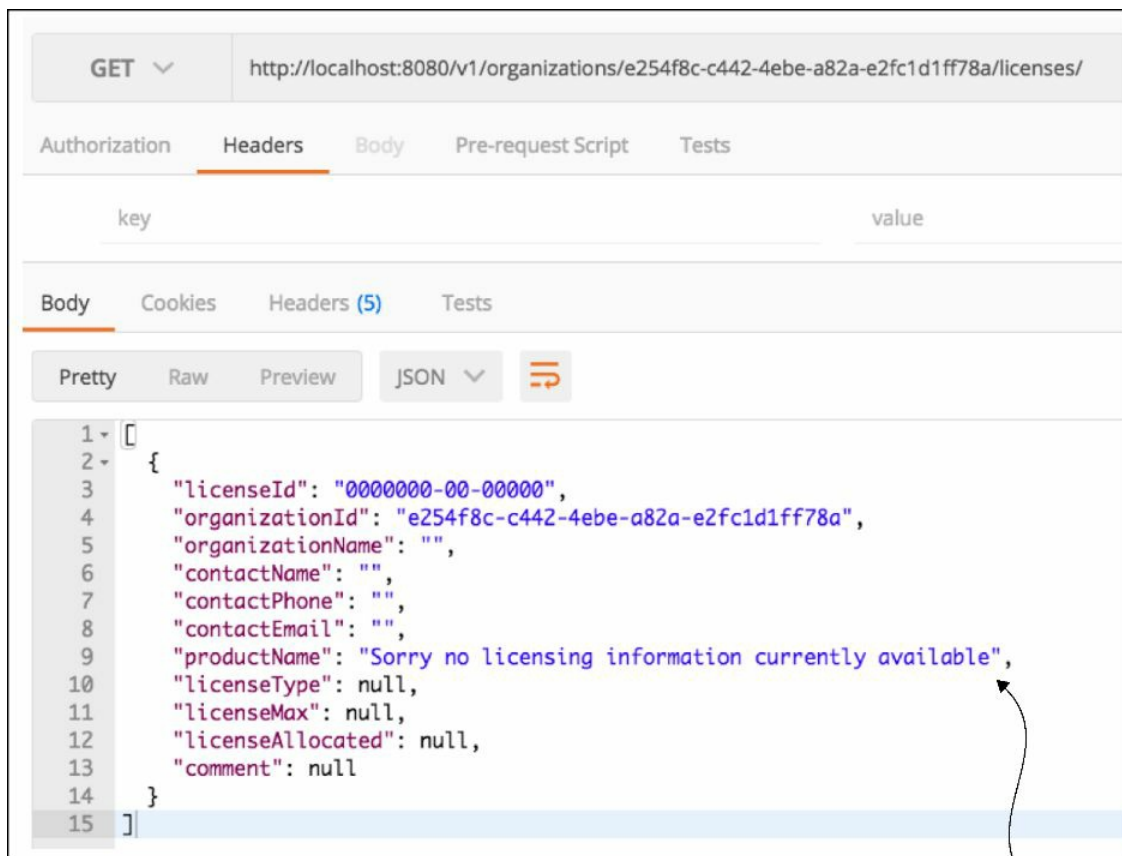 GET http://localhost:8080/v1/organizations/e254f8c-c442-4ebe-a82a-e2fc1d1ff78a/licenses/
Authorization Headers Body Pre-request Script Tests
key value
Body Cookies Headers (5) Tests
Pretty Raw Preview JSON
1 [
2 {
3 "licenseId": "0000000-00-00000",
4 "organizationId": "e254f8c-c442-4ebe-a82a-e2fc1d1ff78a",
5 "organizationName": "",
6 "contactName": "",
7 "contactPhone": "",
8 "contactEmail": "",
9 "productName": "Sorry no licensing information currently available",
10 "licenseType": null,
11 "licenseMax": null,
12 "licenseAllocated": null,
13 "comment": null
14 }
15 ]